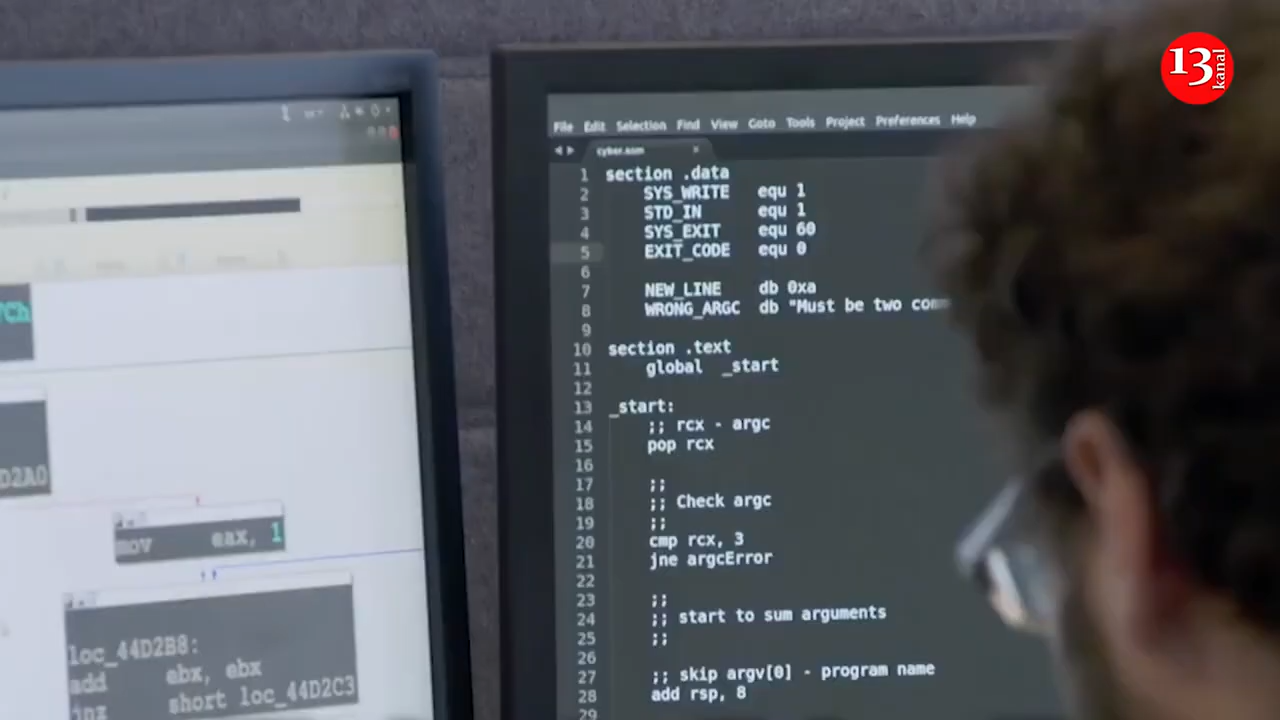 13 kanal
7Ch
D2A0
mov eax, 1
loc_44D2B8:
add ebx, ebx
jnz short loc_44D2C3
File Edit Selection Find View Goto Tools Project Preferences Help
cyber.asm
1 section .data
2 SYS_WRITE equ 1
3 STD_IN equ 1
4 SYS_EXIT equ 60
5 EXIT_CODE equ 0
6
7 NEW_LINE db 0xa
8 WRONG_ARGC db "Must be two com
9
10 section .text
11 global _start
12
13 _start:
14 ;; rcx - argc
15 pop rcx
16
17 ;;
18 ;; Check argc
19 ;;
20 cmp rcx, 3
21 jne argcError
22
23 ;;
24 ;; start to sum arguments
25 ;;
26
27 ;; skip argv[0] - program name
28 add rsp, 8
29